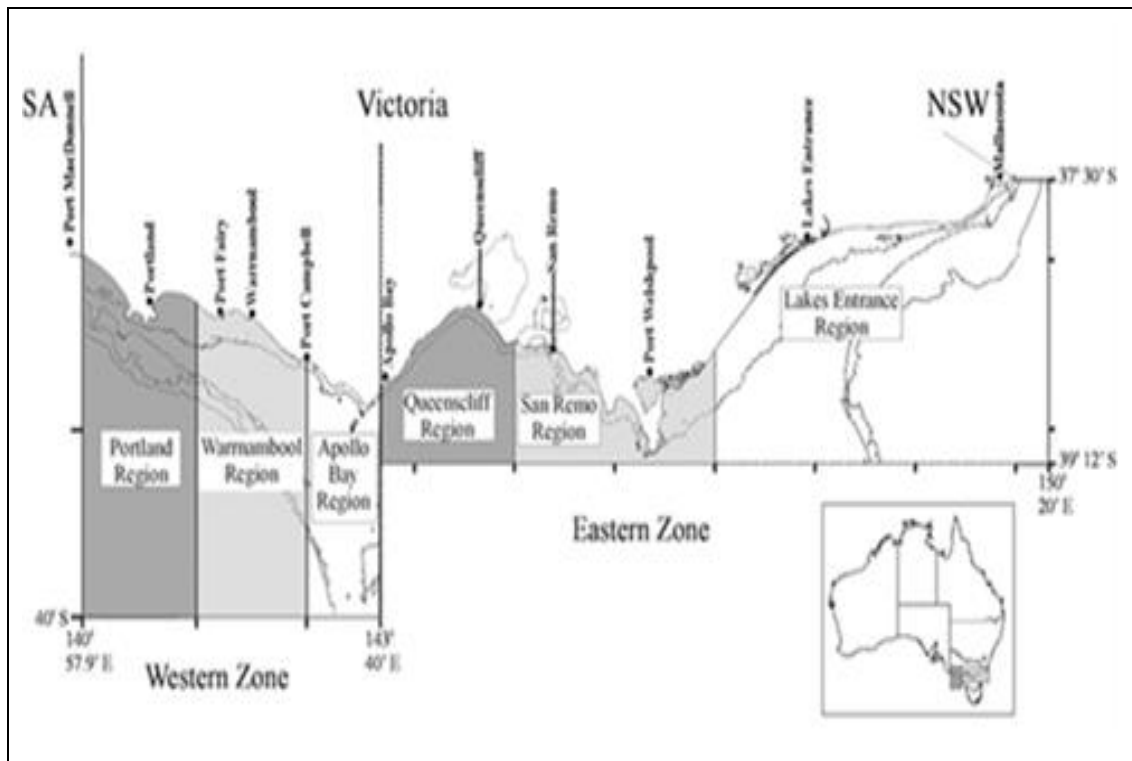 SA
Victoria
NSW
Port MacDonnell
Portland
Port Fairy
Warrnambool
Port Campbell
Apollo Bay
Queenscliff
San Remo
Port Welshpool
Lakes Entrance
Mallacoota
37' 30" S
Lakes Entrance
Region
Queenscliff
Region
San Remo
Region
Portland
Region
Warrnambool
Region
Apollo
Bay
Region
39' 12" S
150'
20' E
Eastern Zone
40' S
140'
57.9' E
143'
40' E
Western Zone